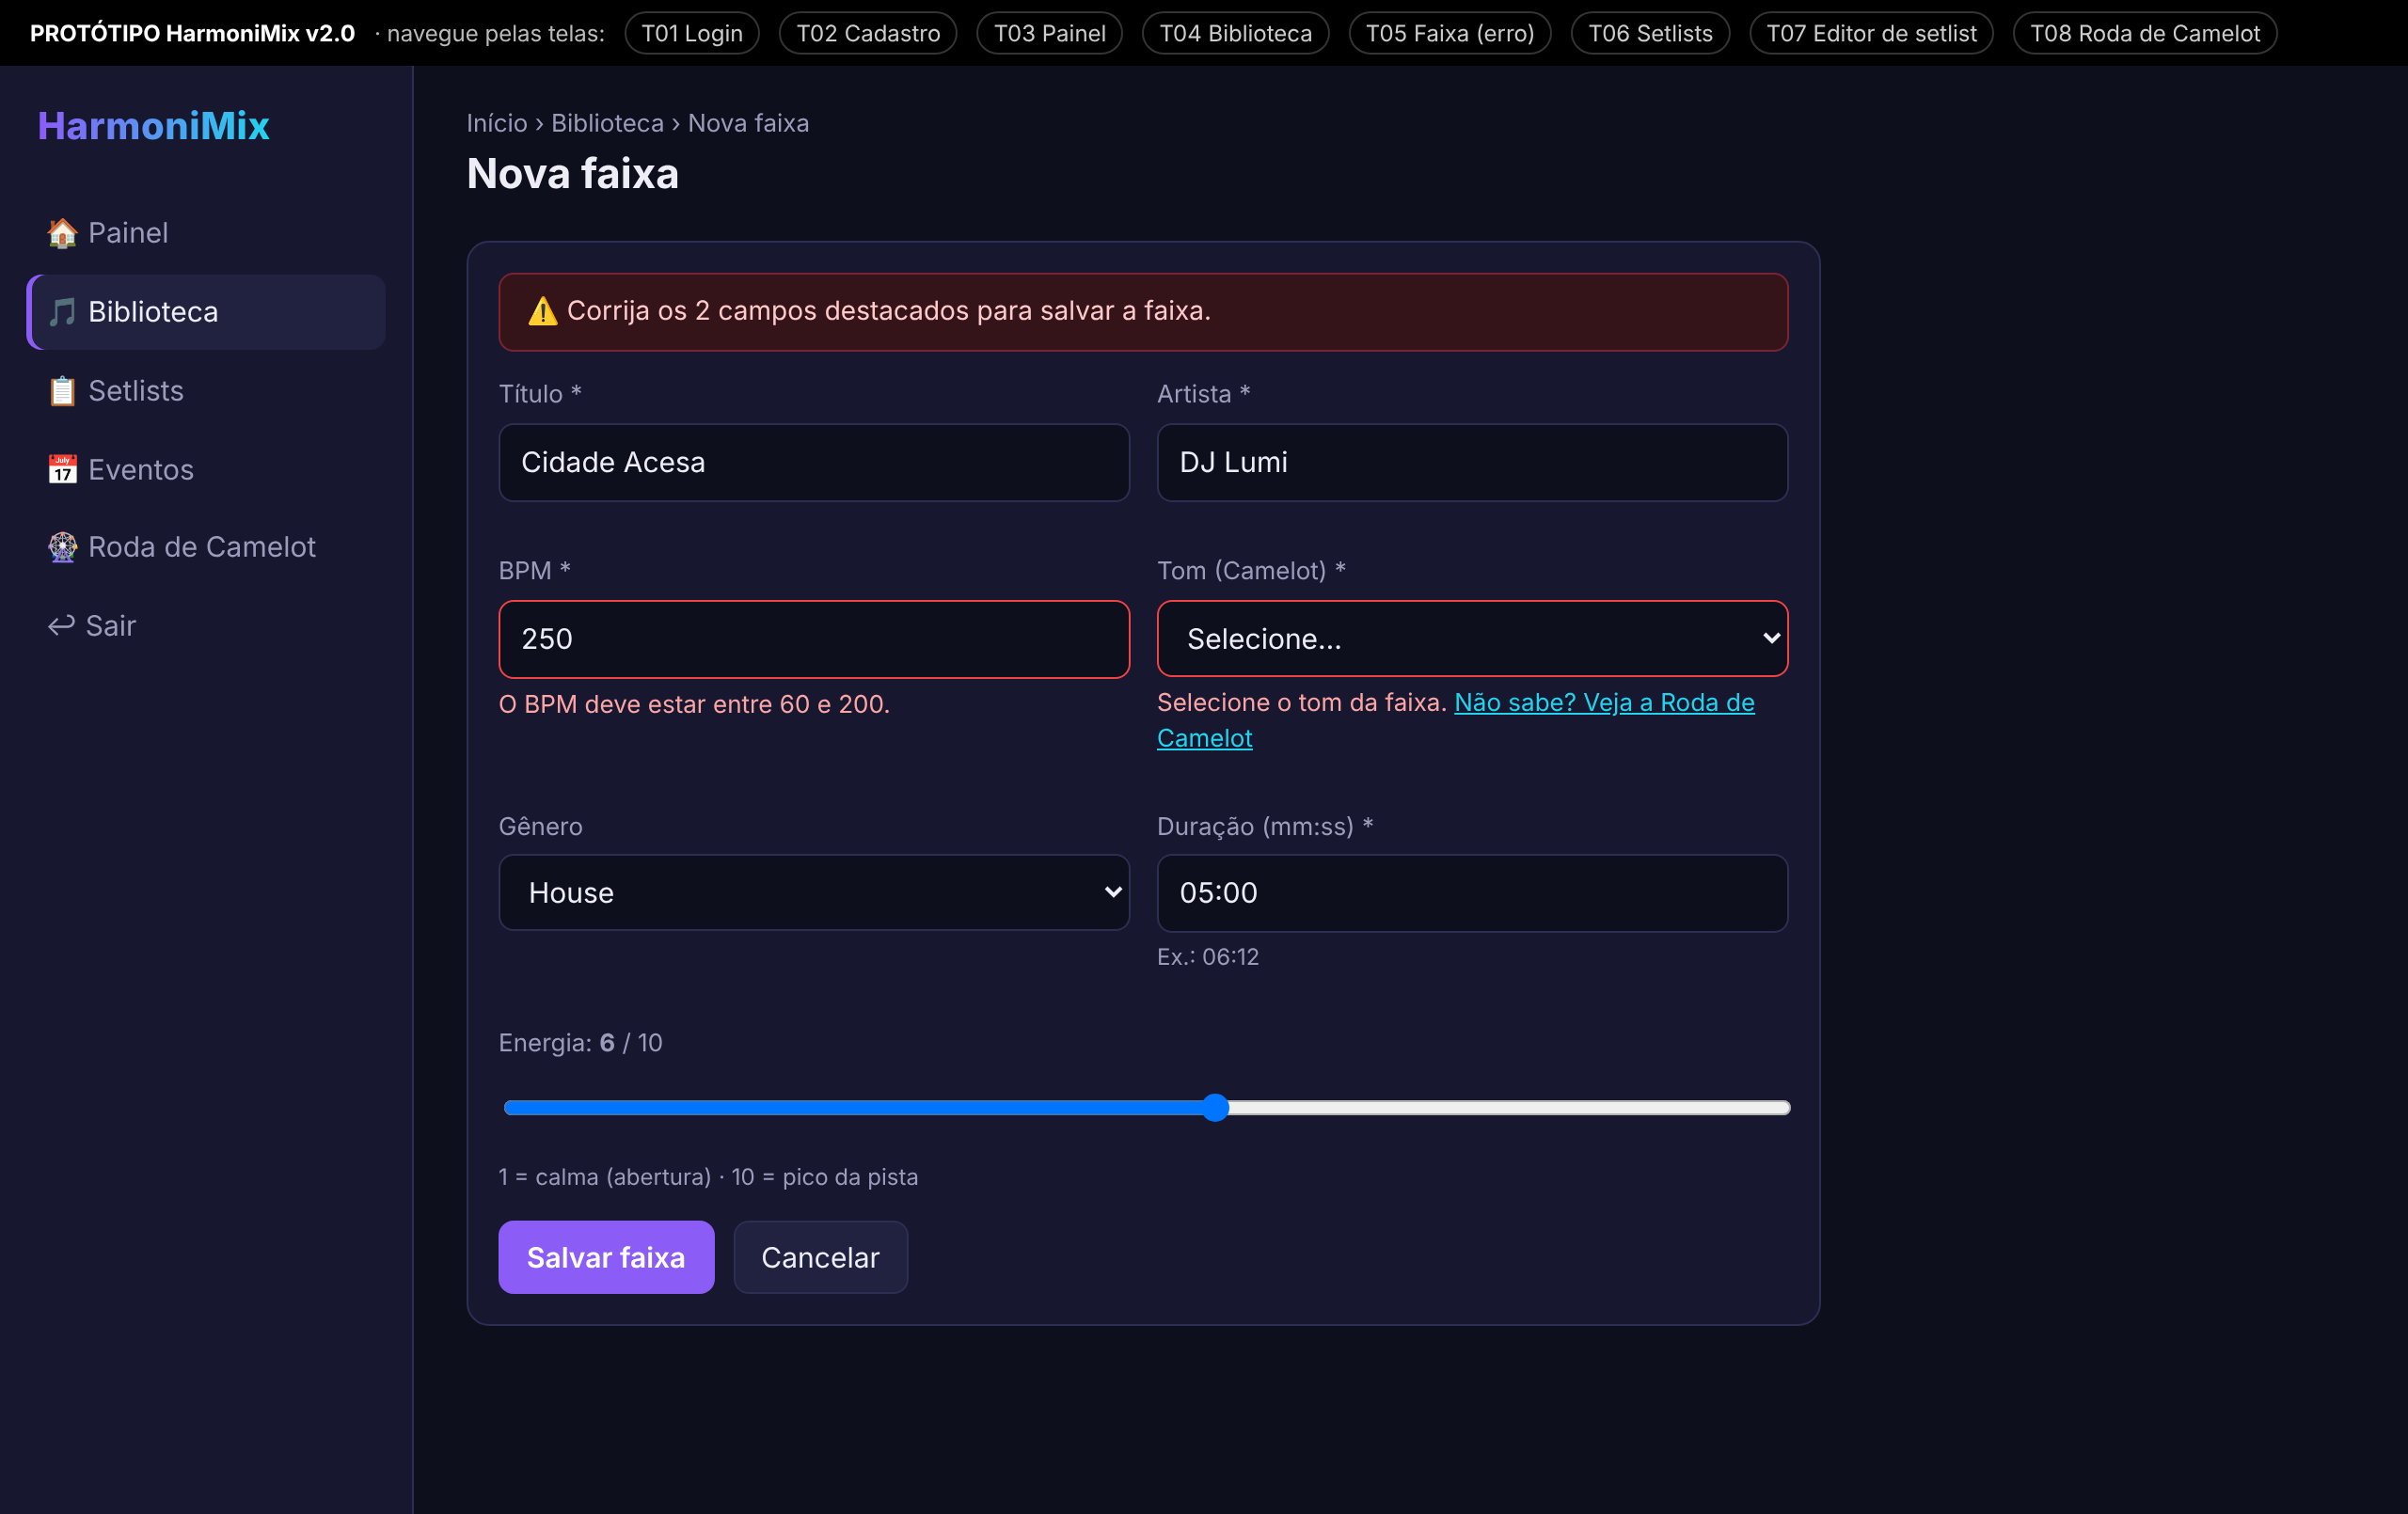 PROTÓTIPO HarmoniMix v2.0 · navegue pelas telas: T01 Login T02 Cadastro T03 Painel T04 Biblioteca T05 Faixa (erro) T06 Setlists T07 Editor de setlist T08 Roda de Camelot
HarmoniMix
Painel
Biblioteca
Setlists
July 17 Eventos
Roda de Camelot
Sair
Início › Biblioteca › Nova faixa
Nova faixa
Corrija os 2 campos destacados para salvar a faixa.
Título * Artista *
Cidade Acesa DJ Lumi
BPM * Tom (Camelot) *
250 Selecione...
O BPM deve estar entre 60 e 200. Selecione o tom da faixa. Não sabe? Veja a Roda de
Camelot
Gênero Duração (mm:ss) *
House 05:00
Ex.: 06:12
Energia: 6 / 10
1 = calma (abertura) · 10 = pico da pista
Salvar faixa Cancelar